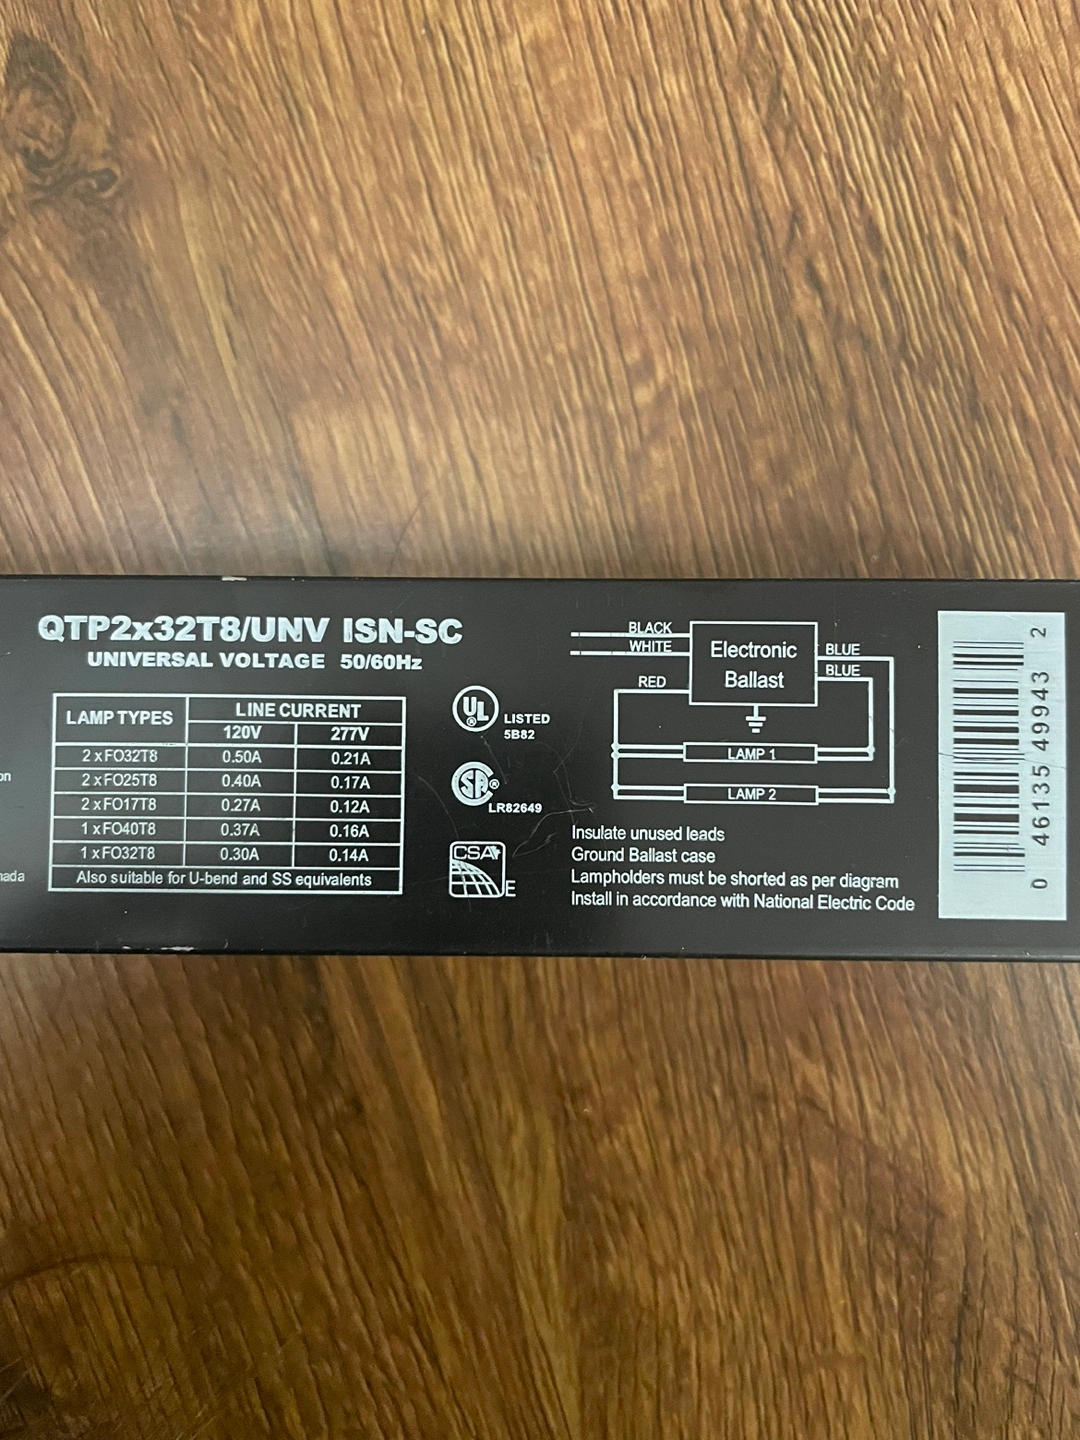 QTP2x32T8/UNV ISN-SC
UNIVERSAL VOLTAGE 50/60Hz
LAMP TYPES
LINE CURRENT
120V 277V
2 x FO32T8 0.50A 0.21A
2 x FO25T8 0.40A 0.17A
2 x FO17T8 0.27A 0.12A
1 x FO40T8 0.37A 0.16A
1 x FO32T8 0.30A 0.14A
Also suitable for U-bend and SS equivalents
UL
LISTED
5B82
LR82649
CSA
E
BLACK
WHITE
RED
Electronic
Ballast
BLUE
BLUE
LAMP 1
LAMP 2
Insulate unused leads
Ground Ballast case
Lampholders must be shorted as per diagram
Install in accordance with National Electric Code
0 46135 49943 2